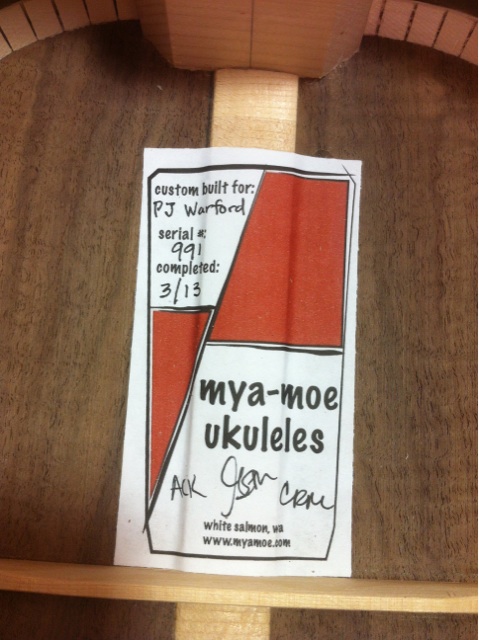 custom built for:
PJ Warford
serial #:
991
completed:
3/13
mya-moe
ukuleles
ACK GSM CRM
white salmon, wa
www.myamoe.com